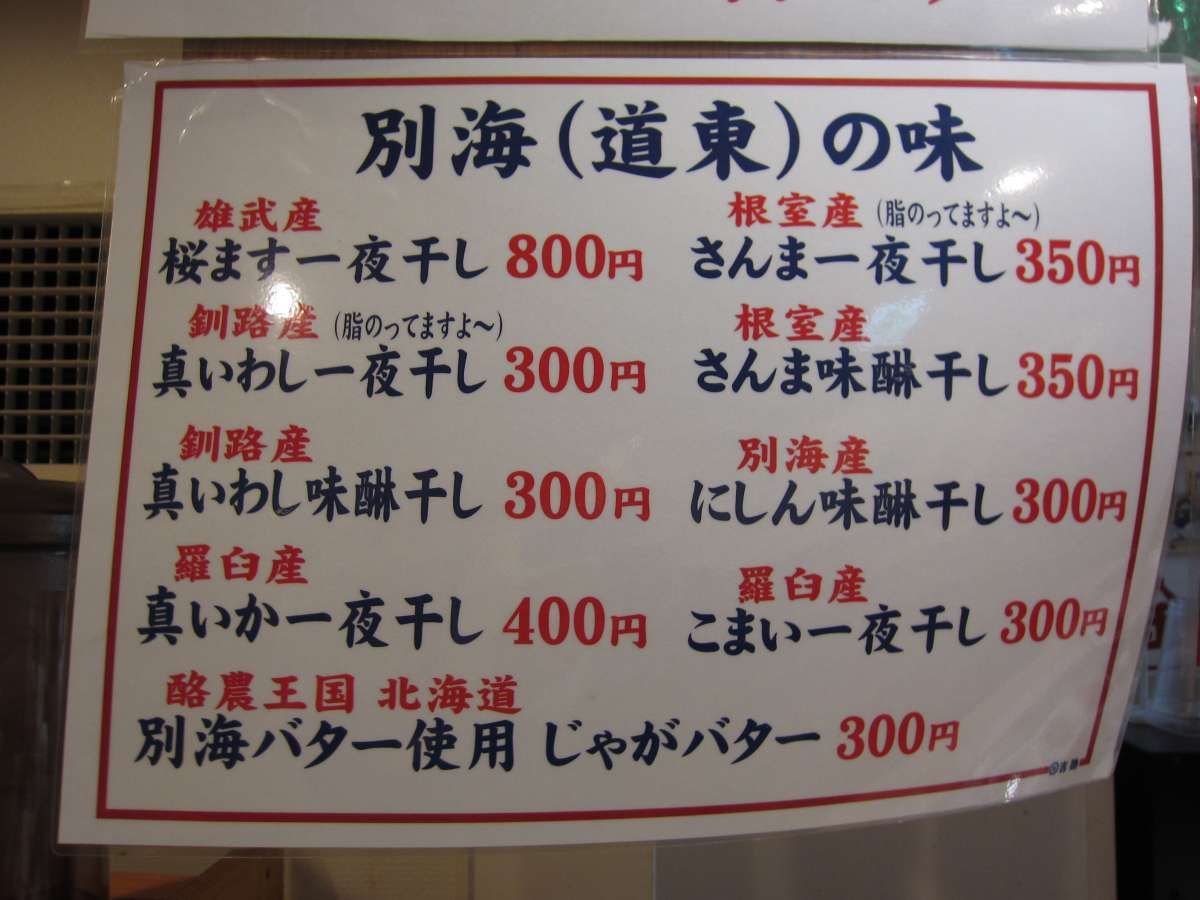 別海(道東)の味
雄武産
桜ます一夜干し 800円
釧路産 (脂のってますよ～)
真いわし一夜干し 300円
釧路産
真いわし味醂干し 300円
羅臼産
真いか一夜干し 400円
根室産 (脂のってますよ～)
さんま一夜干し 350円
根室産
さんま味醂干し 350円
別海産
にしん味醂干し 300円
羅臼産
こまい一夜干し 300円
酪農王国 北海道
別海バター使用 じゃがバター 300円